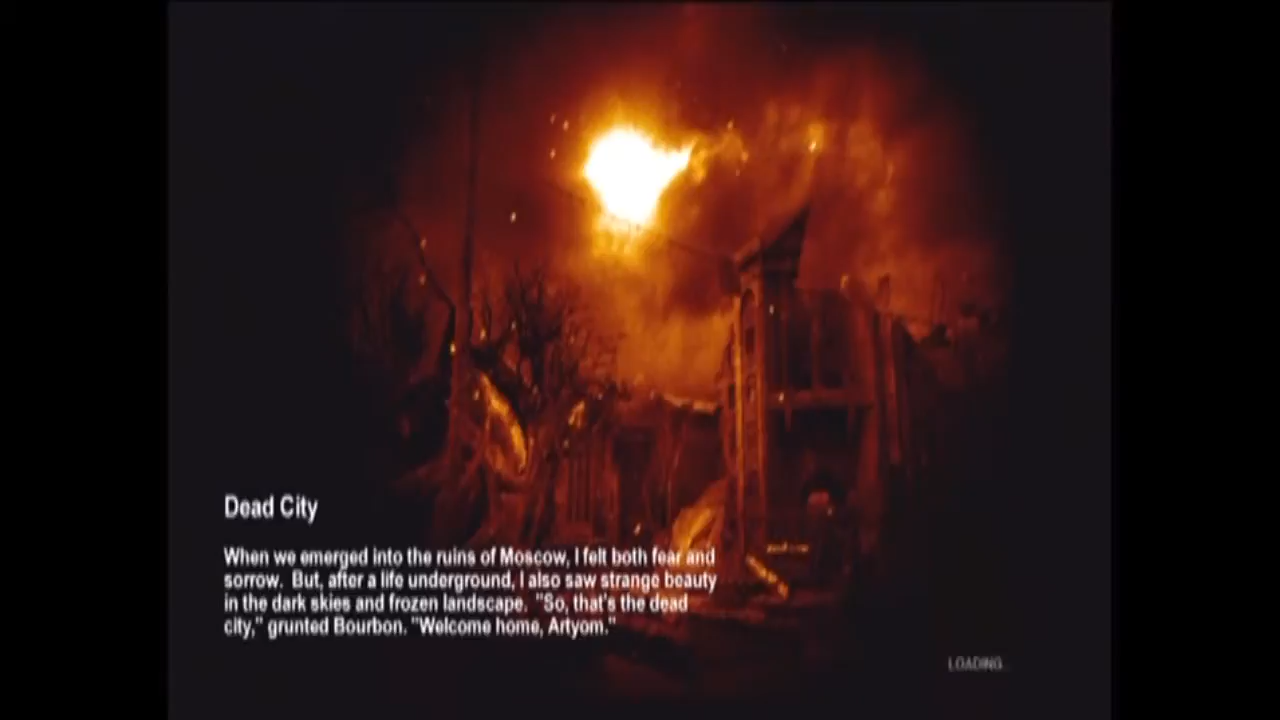 Dead City
When we emerged into the ruins of Moscow, I felt both fear and
sorrow.  But, after a life underground, I also saw strange beauty
in the dark skies and frozen landscape.  "So, that's the dead
city," grunted Bourbon. "Welcome home, Artyom."
LOADING...